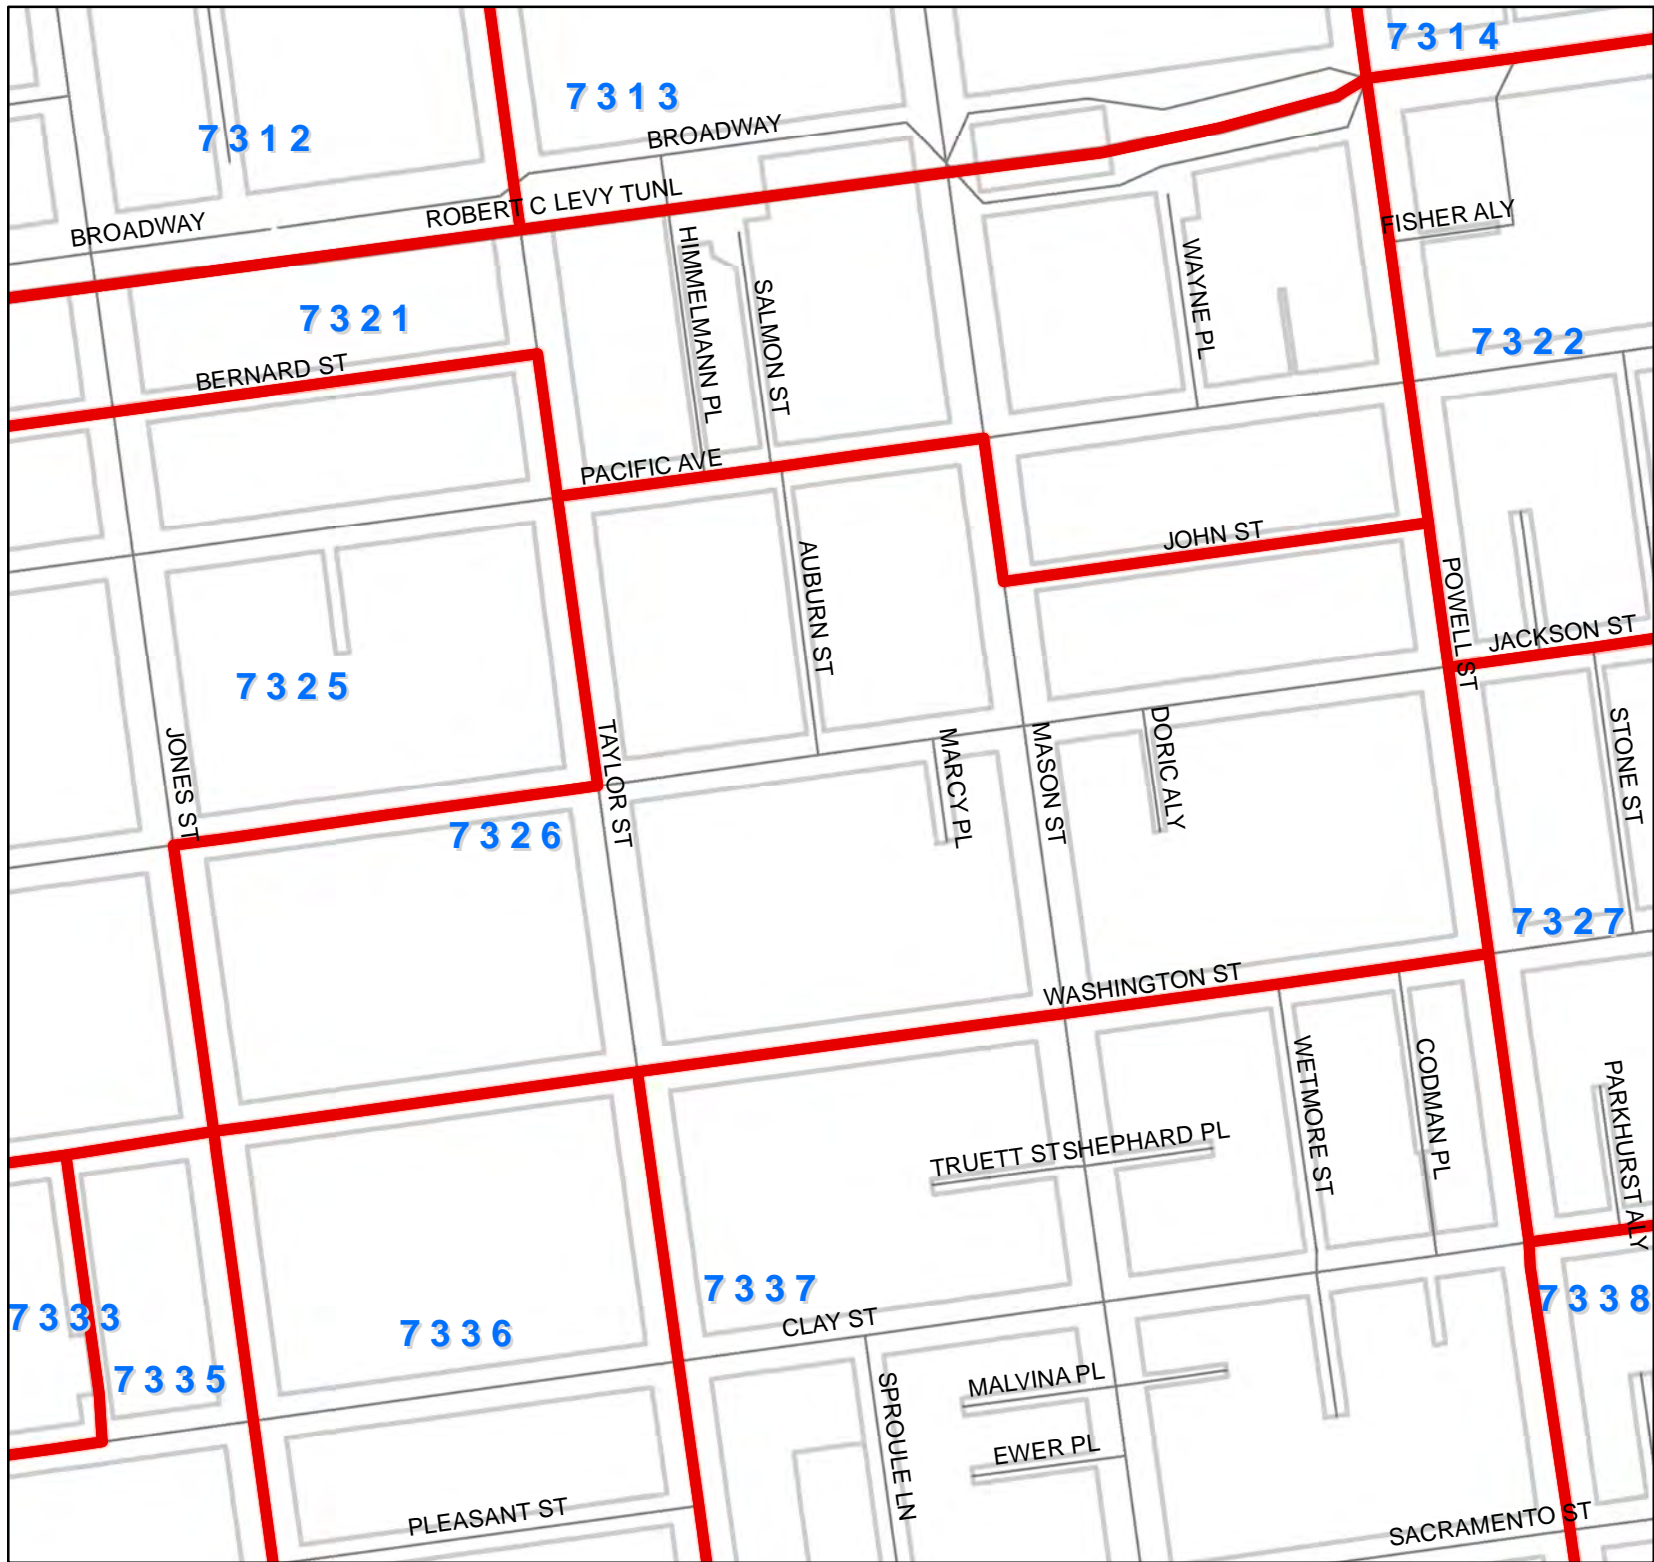 7314
7313
7312
BROADWAY
ROBERT C LEVY TUNL
BROADWAY
FISHER ALY
HIMMELMANN PL
SALMON ST
WAYNE PL
7321
7322
BERNARD ST
PACIFIC AVE
JOHN ST
AUBURN ST
POWELL ST
JACKSON ST
7325
JONES ST
TAYLOR ST
MARCY PL
MASON ST
DORIC ALY
STONE ST
7326
7327
WASHINGTON ST
WETMORE ST
CODMAN PL
PARKHURST ALY
TRUETT ST
SHEPHARD PL
7333
7335
7336
7337
7338
CLAY ST
MALVINA PL
SPROULE LN
EWER PL
PLEASANT ST
SACRAMENTO ST